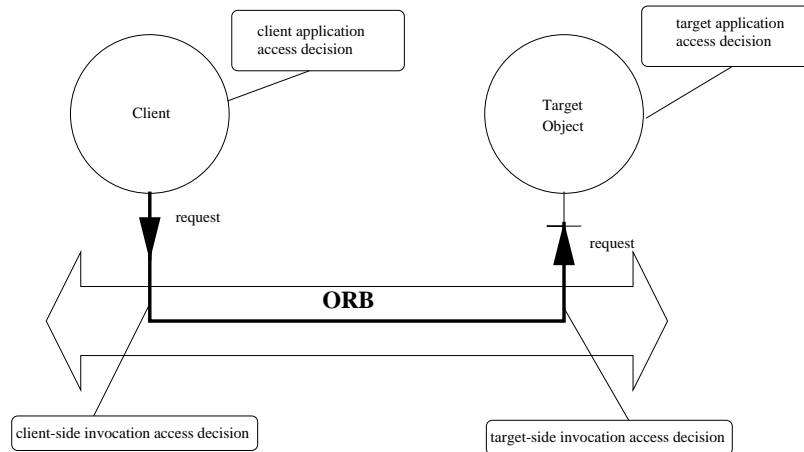 client application
access decision
target application
access decision
Client
Target
Object
request
request
ORB
client-side invocation access decision
target-side invocation access decision